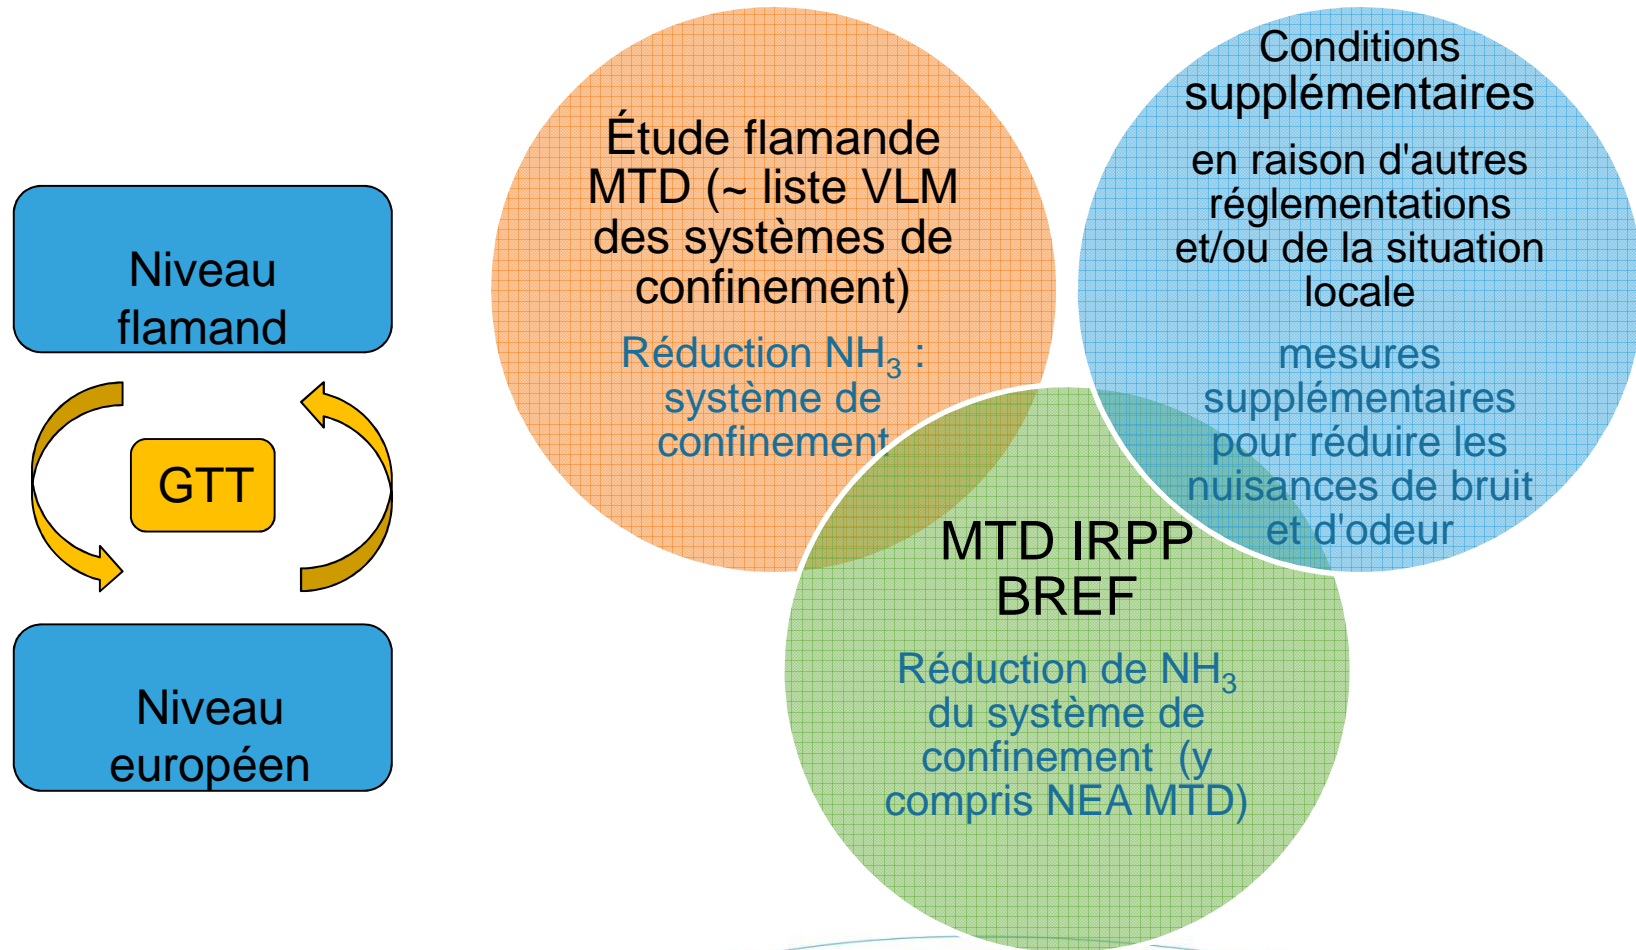 Niveau
flamand
GTT
Niveau
européen
Étude flamande
MTD (~ liste VLM
des systèmes de
confinement)
Réduction NH₃ :
système de
confinement
Conditions
supplémentaires
en raison d'autres
réglementations
et/ou de la situation
locale
mesures
supplémentaires
pour réduire les
nuisances de bruit
et d'odeur
MTD IRPP
BREF
Réduction de NH₃
du système de
confinement (y
compris NEA MTD)